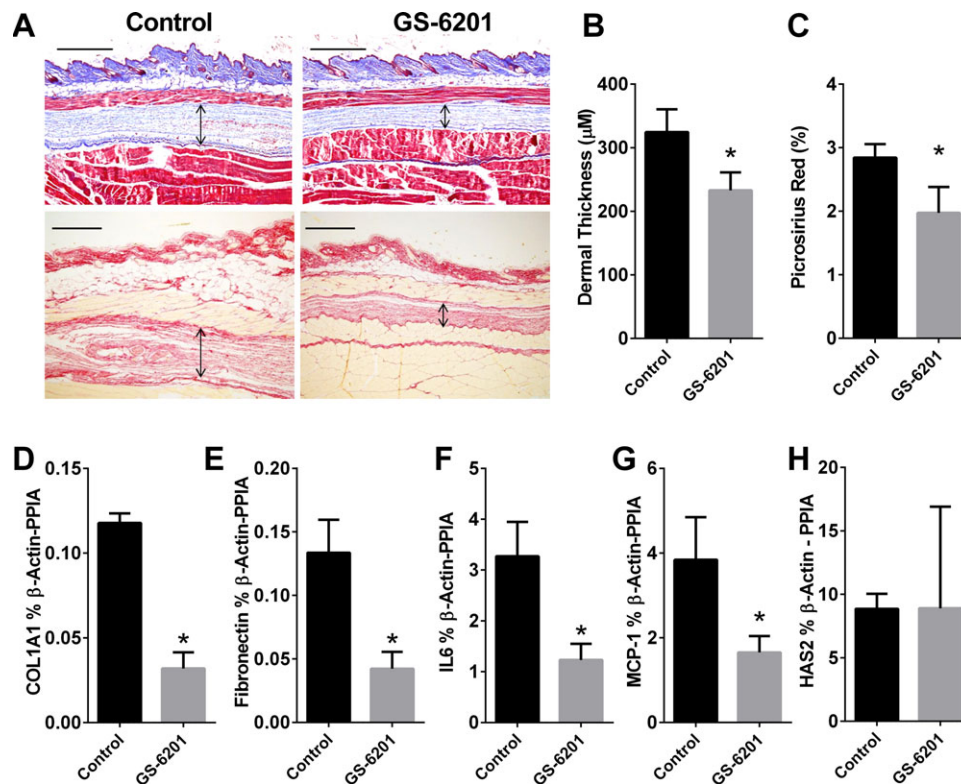 A
Control
GS-6201
B
Dermal Thickness (μM)
400
300
200
100
0
*
Control
GS-6201
C
Picrosirius Red (%)
4
3
2
1
0
*
Control
GS-6201
D
COL1A1 % β-Actin-PPIA
0.15
0.10
0.05
0.00
*
Control
GS-6201
E
Fibronectin % β-Actin-PPIA
0.20
0.15
0.10
0.05
0.00
*
Control
GS-6201
F
IL6 % β-Actin-PPIA
5
4
3
2
1
0
*
Control
GS-6201
G
MCP-1 % β-Actin-PPIA
6
4
2
0
*
Control
GS-6201
H
HAS2 % β-Actin - PPIA
20
15
10
5
0
Control
GS-6201